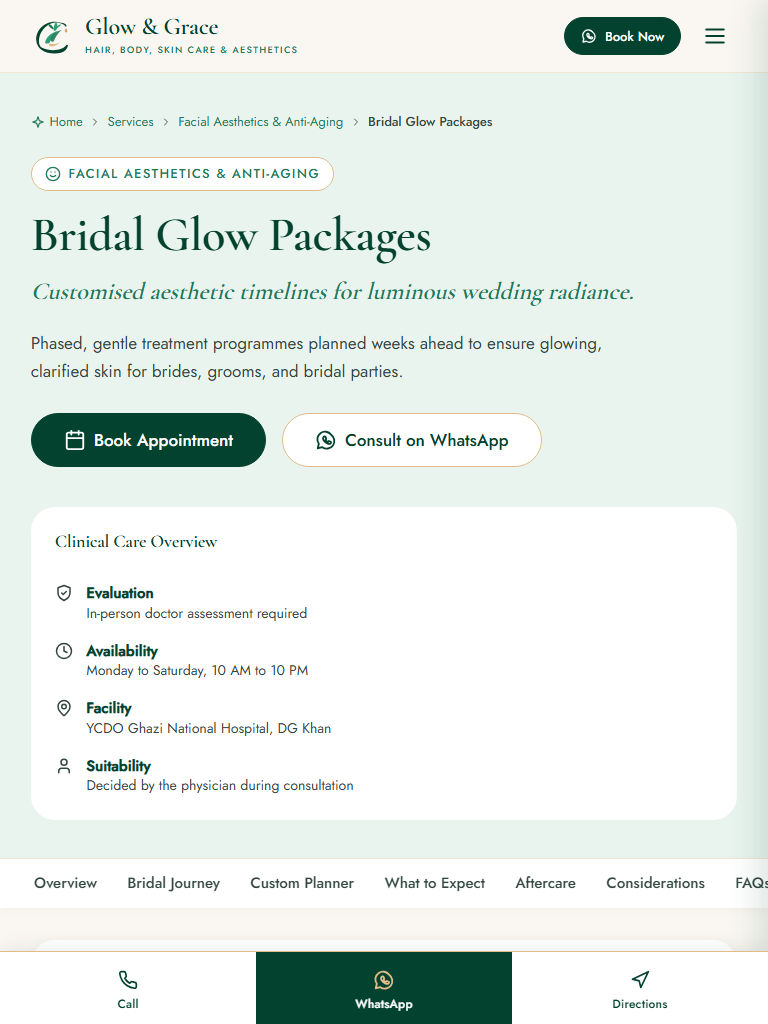 Glow & Grace
HAIR, BODY, SKIN CARE & AESTHETICS
Book Now
Home > Services > Facial Aesthetics & Anti-Aging > Bridal Glow Packages
FACIAL AESTHETICS & ANTI-AGING
Bridal Glow Packages
Customised aesthetic timelines for luminous wedding radiance.
Phased, gentle treatment programmes planned weeks ahead to ensure glowing,
clarified skin for brides, grooms, and bridal parties.
Book Appointment
Consult on WhatsApp
Clinical Care Overview
Evaluation
In-person doctor assessment required
Availability
Monday to Saturday, 10 AM to 10 PM
Facility
YCDO Ghazi National Hospital, DG Khan
Suitability
Decided by the physician during consultation
Overview Bridal Journey Custom Planner What to Expect Aftercare Considerations FAQs
Call
WhatsApp
Directions